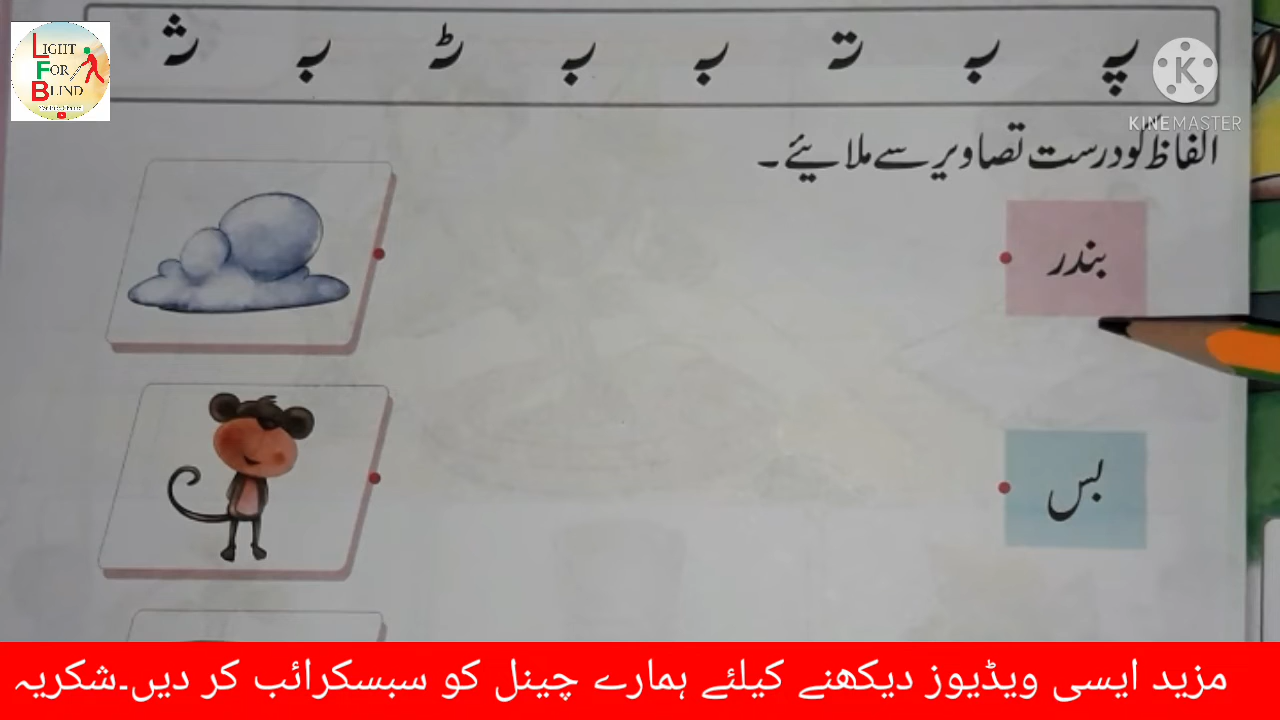 پ ب ت ب ب ٹ ب ث
LIGHT
FOR
BLIND
KINEMASTER
الفاظ کو درست تصاویر سے ملائیے۔
بندر
بس
مزید ایسی ویڈیوز دیکھنے کیلئے ہمارے چینل کو سبسکرائب کر دیں۔شکریہ